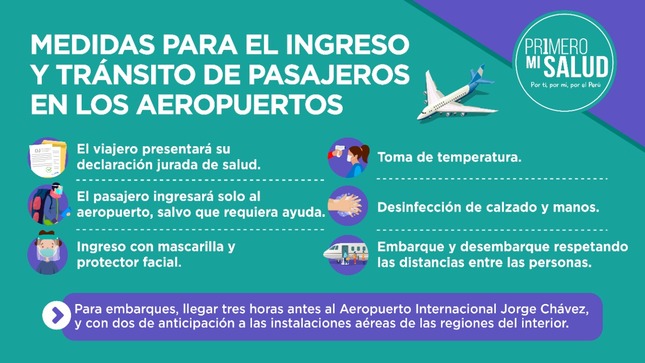 MEDIDAS PARA EL INGRESO
Y TRÁNSITO DE PASAJEROS
EN LOS AEROPUERTOS
PR1MERO
MI SALUD
Por ti, por mí, por el Perú
El viajero presentará su
declaración jurada de salud.
El pasajero ingresará solo al
aeropuerto, salvo que requiera ayuda.
Ingreso con mascarilla y
protector facial.
Toma de temperatura.
Desinfección de calzado y manos.
Embarque y desembarque respetando
las distancias entre las personas.
Para embarques, llegar tres horas antes al Aeropuerto Internacional Jorge Chávez,
y con dos de anticipación a las instalaciones aéreas de las regiones del interior.